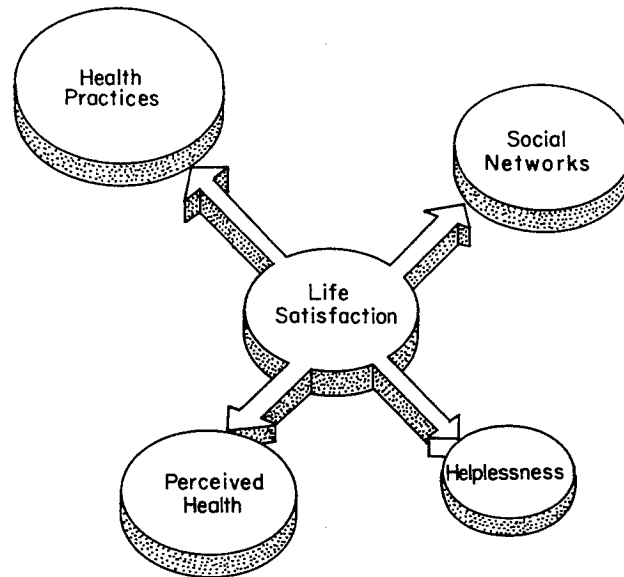 Health
Practices
Social
Networks
Life
Satisfaction
Perceived
Health
Helplessness